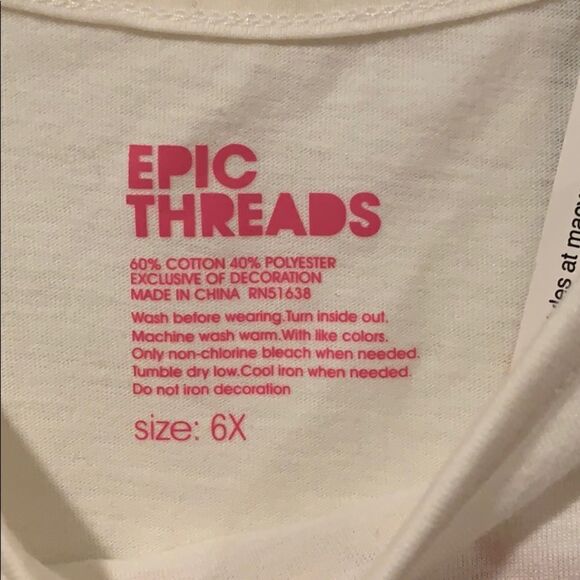 EPIC
THREADS
60% COTTON 40% POLYESTER
EXCLUSIVE OF DECORATION
MADE IN CHINA RN51638
Wash before wearing.Turn inside out.
Machine wash warm.With like colors.
Only non-chlorine bleach when needed.
Tumble dry low.Cool iron when needed.
Do not iron decoration
size: 6X
at